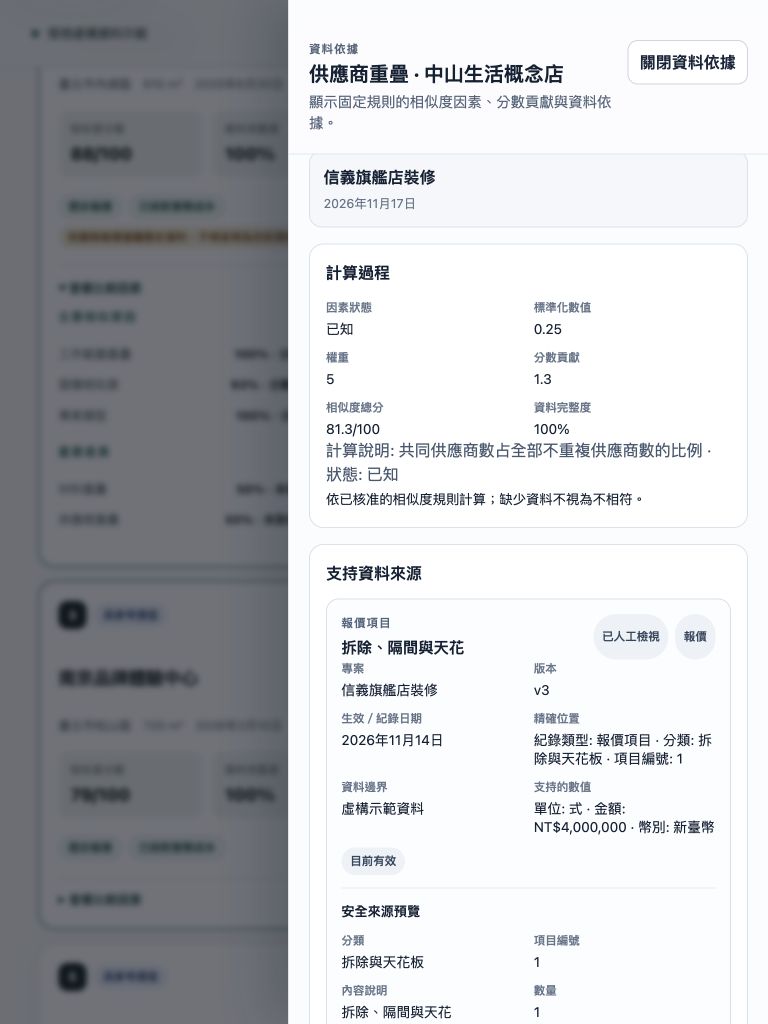 資料依據
供應商重疊 · 中山生活概念店
顯示固定規則的相似度因素、分數貢獻與資料依
據。
關閉資料依據
信義旗艦店裝修
2026年11月17日
計算過程
因素狀態
標準化數值
已知
0.25
權重
分數貢獻
5
1.3
相似度總分
資料完整度
81.3/100
100%
計算說明: 共同供應商數占全部不重複供應商數的比例 ·
狀態: 已知
依已核准的相似度規則計算；缺少資料不視為不相符。
支持資料來源
報價項目
拆除、隔間與天花
已人工檢視
報價
專案
版本
信義旗艦店裝修
v3
生效 / 紀錄日期
精確位置
2026年11月14日
紀錄類型: 報價項目 · 分類: 拆
除與天花板 · 項目編號: 1
資料邊界
支持的數值
虛構示範資料
單位: 式 · 金額:
NT$4,000,000 · 幣別: 新臺幣
目前有效
安全來源預覽
分類
項目編號
拆除與天花板
1
內容說明
數量
拆除、隔間與天花
1
88/100
100%
南京品牌體驗中心
79/100
100%